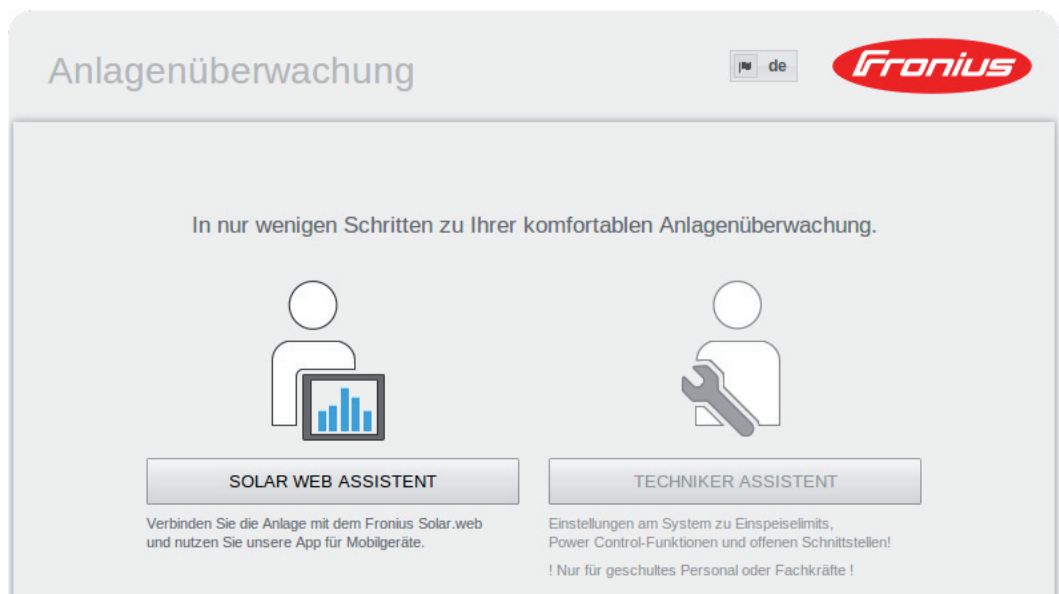 Anlagenüberwachung
de
Fronius
In nur wenigen Schritten zu Ihrer komfortablen Anlagenüberwachung.
SOLAR WEB ASSISTENT
Verbinden Sie die Anlage mit dem Fronius Solar.web
und nutzen Sie unsere App für Mobilgeräte.
TECHNIKER ASSISTENT
Einstellungen am System zu Einspeiselimits,
Power Control-Funktionen und offenen Schnittstellen!
! Nur für geschultes Personal oder Fachkräfte !